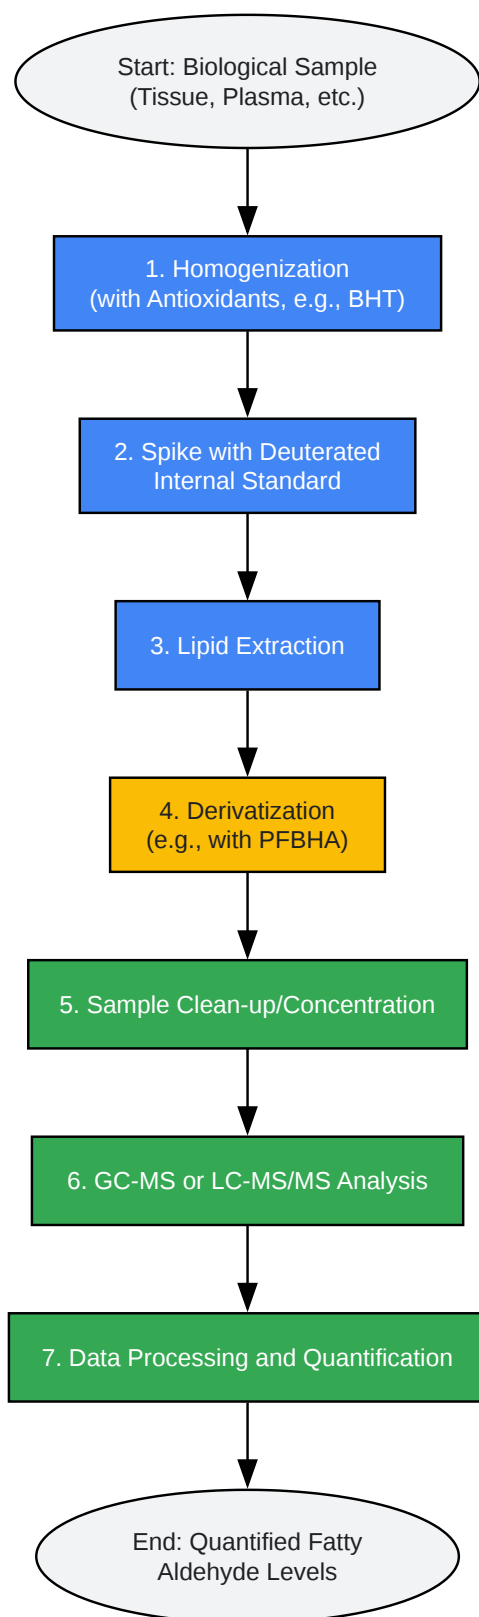 Start: Biological Sample
(Tissue, Plasma, etc.)
1. Homogenization
(with Antioxidants, e.g., BHT)
2. Spike with Deuterated
Internal Standard
3. Lipid Extraction
4. Derivatization
(e.g., with PFBHA)
5. Sample Clean-up/Concentration
6. GC-MS or LC-MS/MS Analysis
7. Data Processing and Quantification
End: Quantified Fatty
Aldehyde Levels